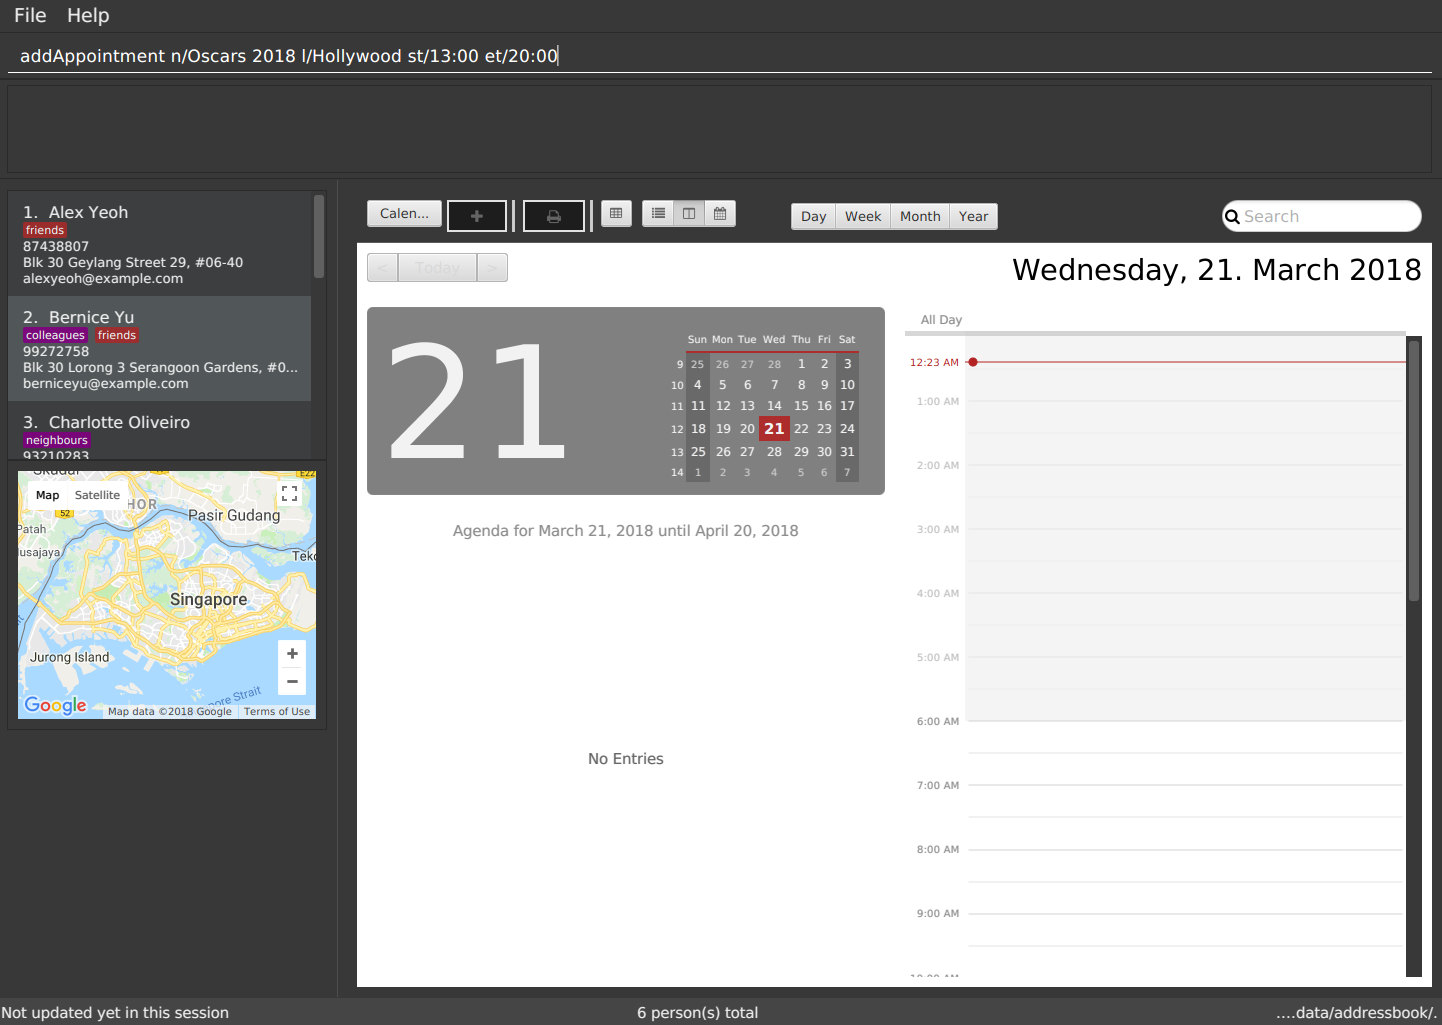 File Help
addAppointment n/Oscars 2018 l/Hollywood st/13:00 et/20:00
1. Alex Yeoh
friends
87438807
Blk 30 Geylang Street 29, #06-40
alexyeoh@example.com
2. Bernice Yu
colleagues friends
99272758
Blk 30 Lorong 3 Serangoon Gardens, #0...
berniceyu@example.com
3. Charlotte Oliveiro
neighbours
93210283
Map Satellite
HOR
E22
52
Pasir Gudang
Patah
usajaya
Teko
Singapore
Jurong Island
pore Strait
Google
Map data ©2018 Google Terms of Use
Calen...
Day Week Month Year
Search
< Today >
Wednesday, 21. March 2018
21
Sun Mon Tue Wed Thu Fri Sat
9 25 26 27 28 1 2 3
10 4 5 6 7 8 9 10
11 11 12 13 14 15 16 17
12 18 19 20 21 22 23 24
13 25 26 27 28 29 30 31
14 1 2 3 4 5 6 7
Agenda for March 21, 2018 until April 20, 2018
No Entries
All Day
12:23 AM
1:00 AM
2:00 AM
3:00 AM
4:00 AM
5:00 AM
6:00 AM
7:00 AM
8:00 AM
9:00 AM
10:00 AM
Not updated yet in this session
6 person(s) total
....data/addressbook/.